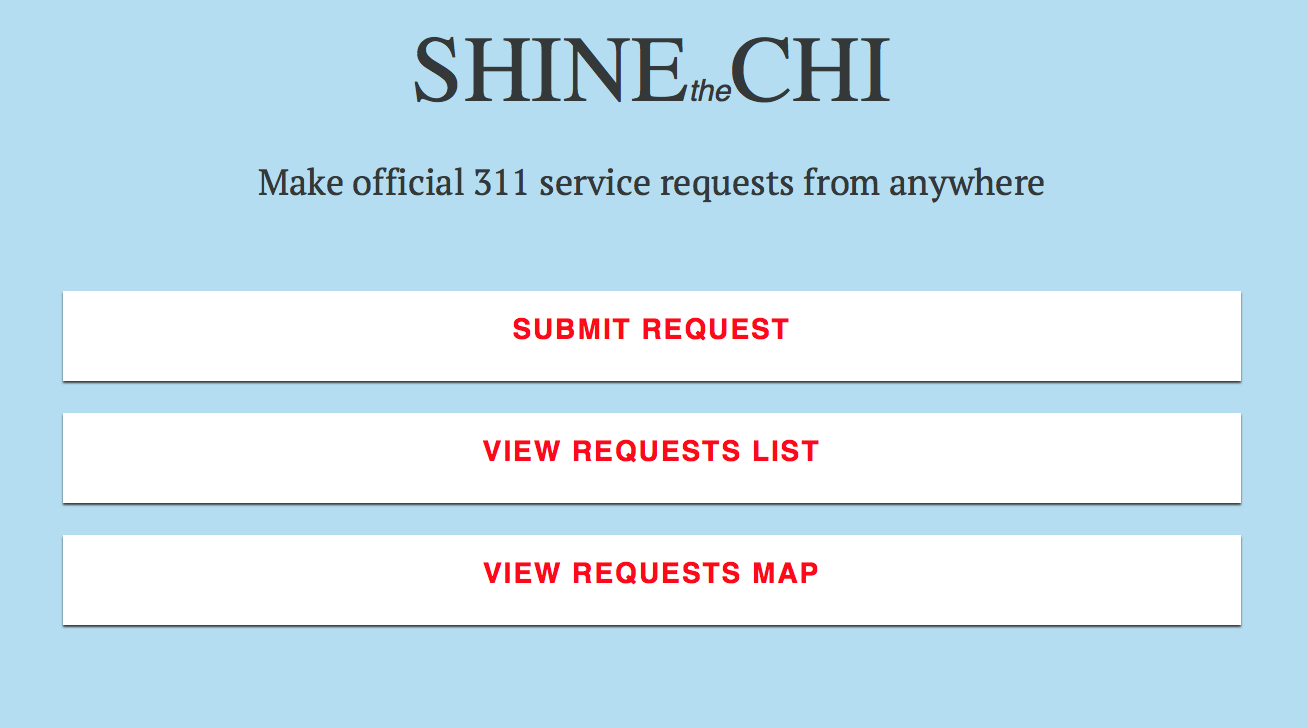 SHINEtheCHI
Make official 311 service requests from anywhere
SUBMIT REQUEST
VIEW REQUESTS LIST
VIEW REQUESTS MAP